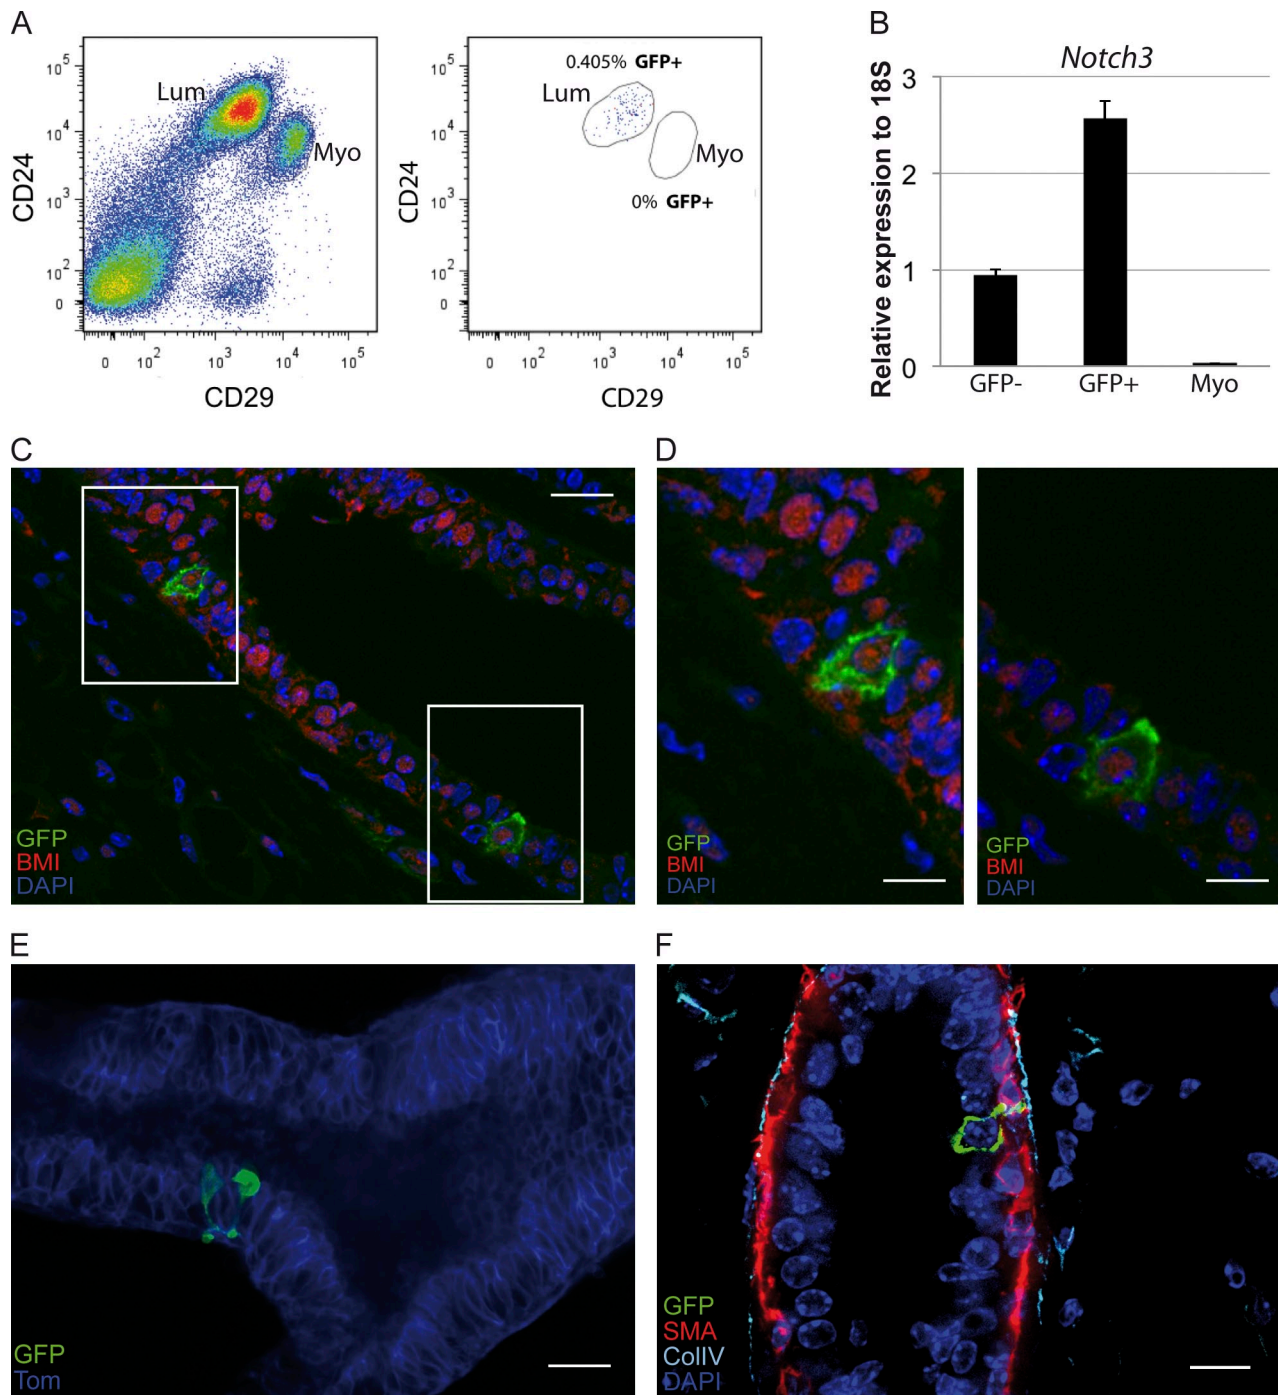 A
B
Lum
Myo
CD24
10^5
10^4
10^3
10^2
0
0 10^2 10^3 10^4 10^5
CD29
0.405% GFP+
Lum
Myo
0% GFP+
CD24
10^5
10^4
10^3
10^2
0
0 10^2 10^3 10^4 10^5
CD29
Notch3
Relative expression to 18S
3
2
1
0
GFP- GFP+ Myo
C
D
GFP
BMI
DAPI
GFP
BMI
DAPI
GFP
BMI
DAPI
E
F
GFP
Tom
GFP
SMA
ColIV
DAPI